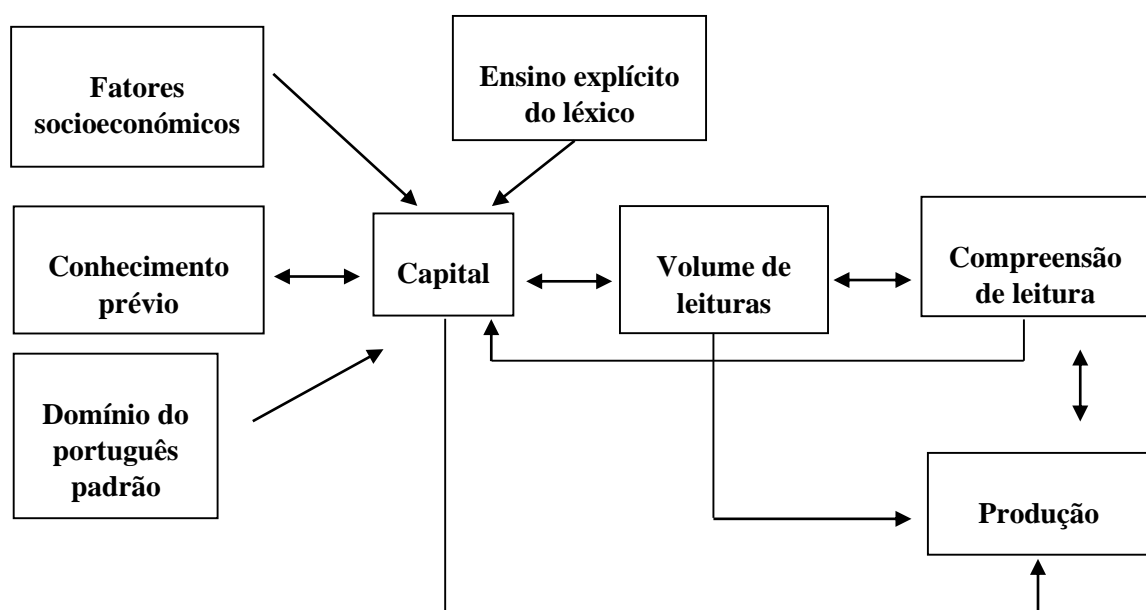 Fatores
socioeconómicos
Ensino explícito
do léxico
Conhecimento
prévio
Capital
Volume de
leituras
Compreensão
de leitura
Domínio do
português
padrão
Produção